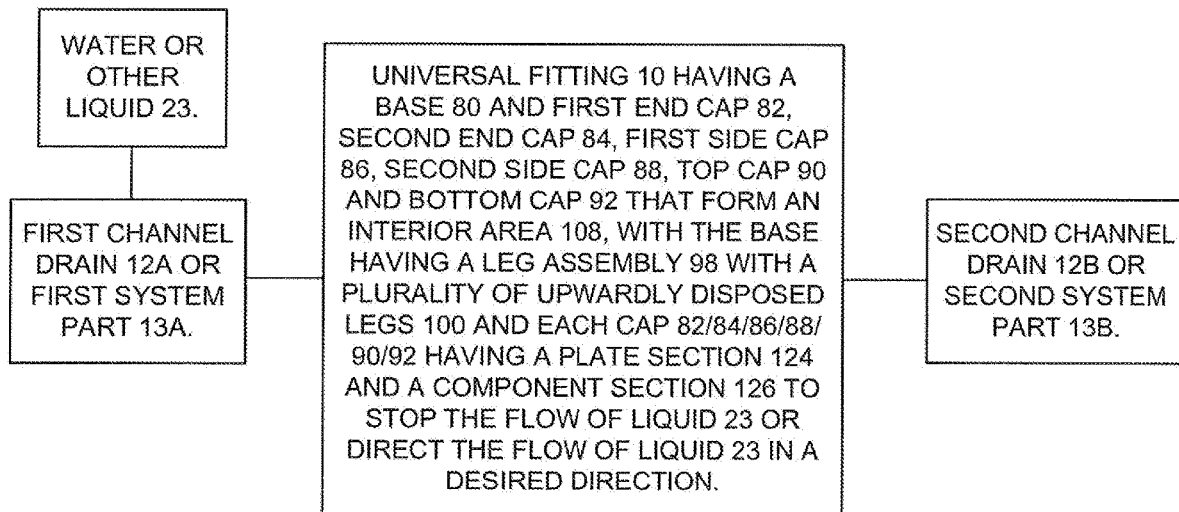 WATER OR
OTHER
LIQUID 23.
FIRST CHANNEL
DRAIN 12A OR
FIRST SYSTEM
PART 13A.
UNIVERSAL FITTING 10 HAVING A
BASE 80 AND FIRST END CAP 82,
SECOND END CAP 84, FIRST SIDE CAP
86, SECOND SIDE CAP 88, TOP CAP 90
AND BOTTOM CAP 92 THAT FORM AN
INTERIOR AREA 108, WITH THE BASE
HAVING A LEG ASSEMBLY 98 WITH A
PLURALITY OF UPWARDLY DISPOSED
LEGS 100 AND EACH CAP 82/84/86/88/
90/92 HAVING A PLATE SECTION 124
AND A COMPONENT SECTION 126 TO
STOP THE FLOW OF LIQUID 23 OR
DIRECT THE FLOW OF LIQUID 23 IN A
DESIRED DIRECTION.
SECOND CHANNEL
DRAIN 12B OR
SECOND SYSTEM
PART 13B.